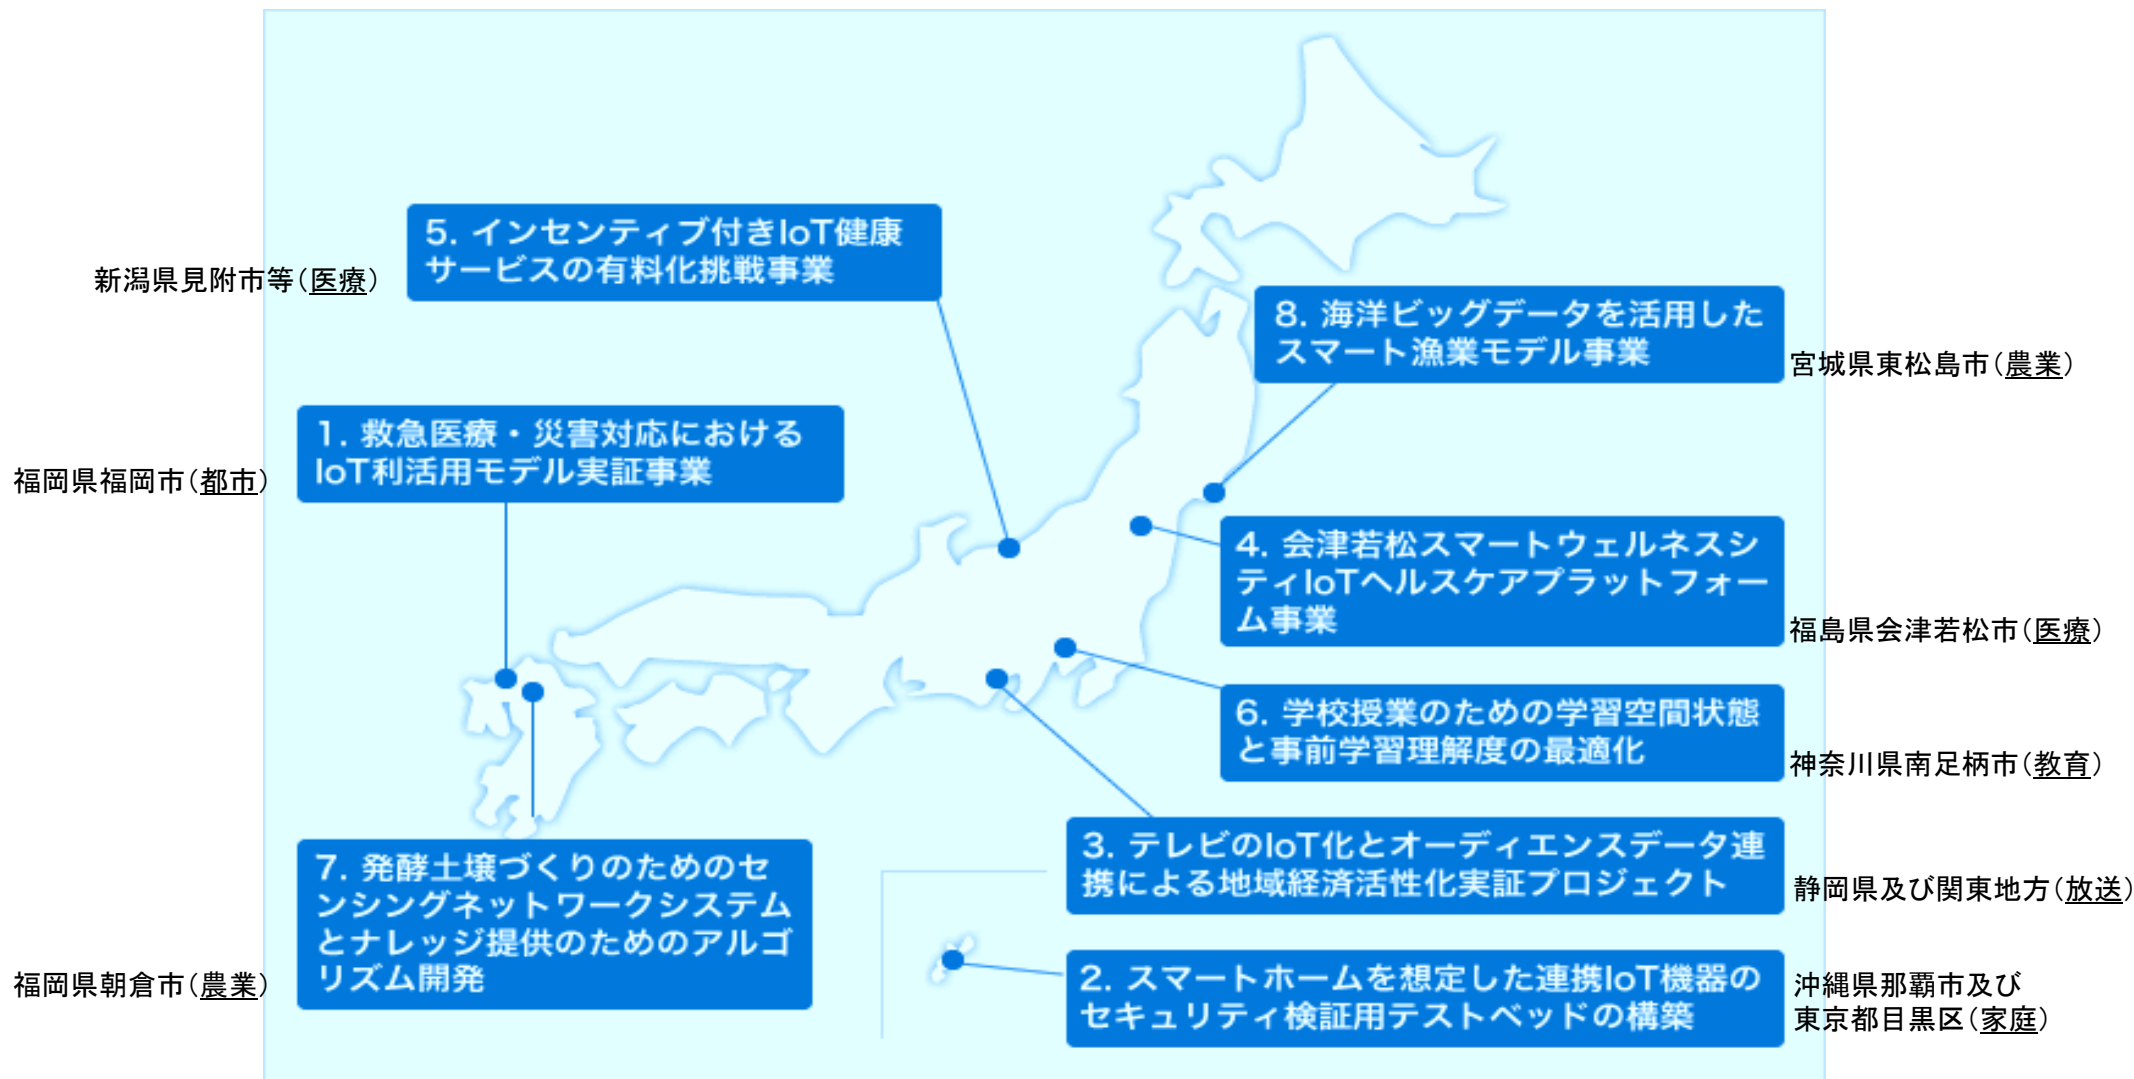 5. インセンティブ付きIoT健康
サービスの有料化挑戦事業
新潟県見附市等（医療）
8. 海洋ビッグデータを活用した
スマート漁業モデル事業
宮城県東松島市（農業）
1. 救急医療・災害対応における
IoT利活用モデル実証事業
福岡県福岡市（都市）
4. 会津若松スマートウェルネスシ
ティIoTヘルスケアプラットフォー
ム事業
福島県会津若松市（医療）
6. 学校授業のための学習空間状態
と事前学習理解度の最適化
神奈川県南足柄市（教育）
3. テレビのIoT化とオーディエンスデータ連
携による地域経済活性化実証プロジェクト
静岡県及び関東地方（放送）
7. 発酵土壌づくりのためのセ
ンシングネットワークシステム
とナレッジ提供のためのアルゴ
リズム開発
福岡県朝倉市（農業）
2. スマートホームを想定した連携IoT機器の
セキュリティ検証用テストベッドの構築
沖縄県那覇市及び
東京都目黒区（家庭）